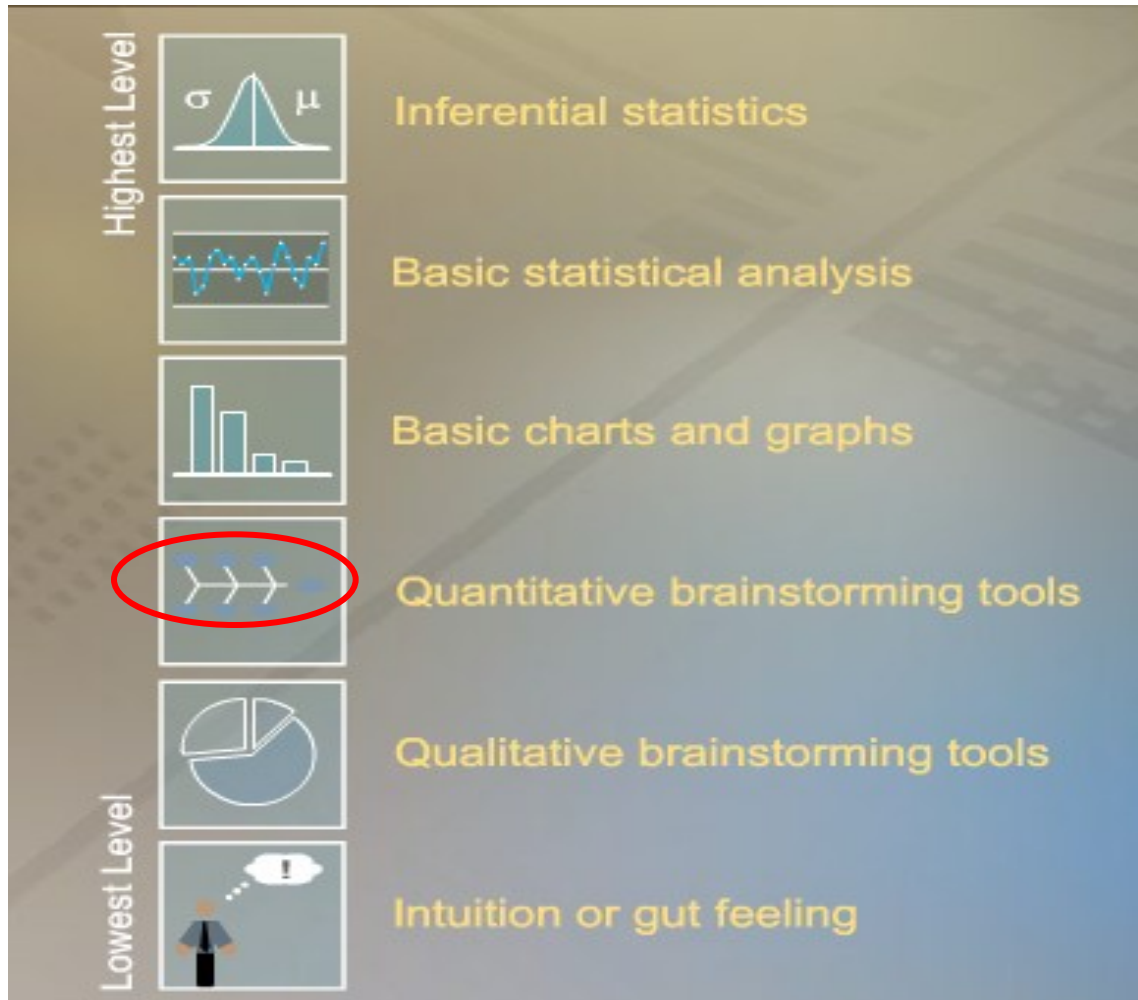 Highest Level
σ μ
Inferential statistics
Basic statistical analysis
Basic charts and graphs
Quantitative brainstorming tools
Qualitative brainstorming tools
Lowest Level
!
Intuition or gut feeling